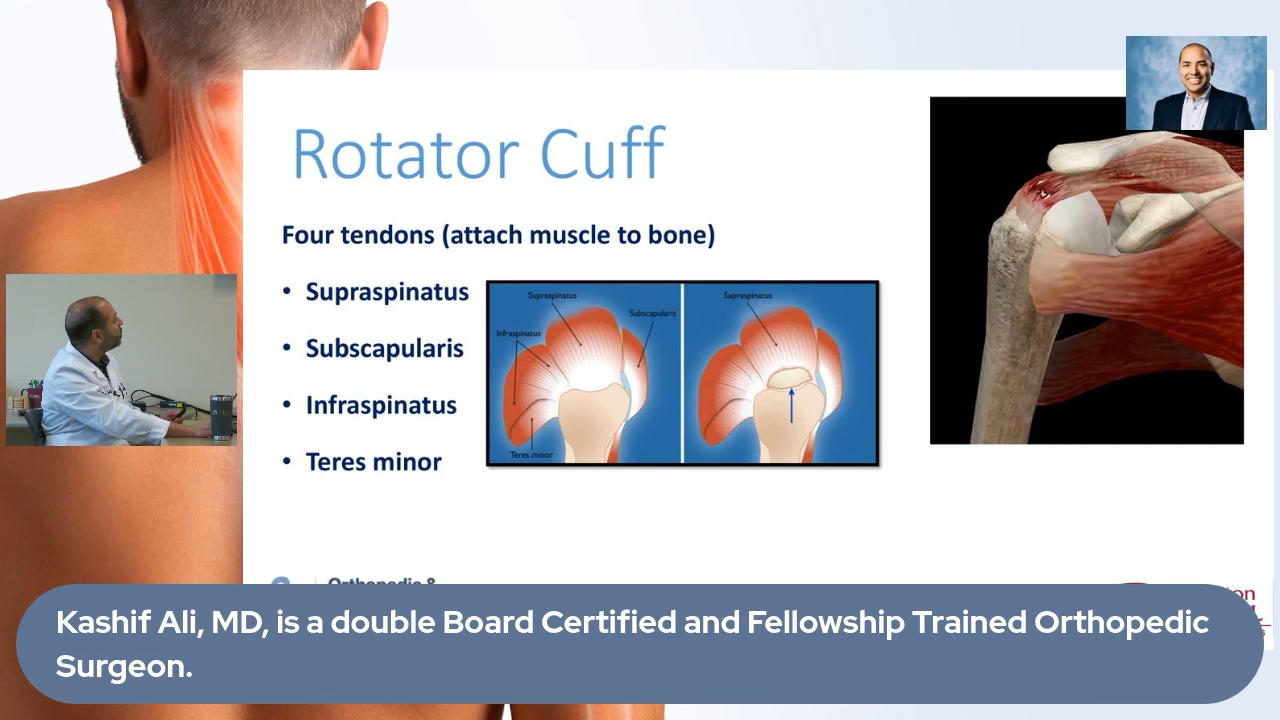 Rotator Cuff
Four tendons (attach muscle to bone)
• Supraspinatus
• Subscapularis
• Infraspinatus
• Teres minor
Supraspinatus
Subscapularis
Infraspinatus
Teres minor
Supraspinatus
Orthopedic &
Kashif Ali, MD, is a double Board Certified and Fellowship Trained Orthopedic
Surgeon.